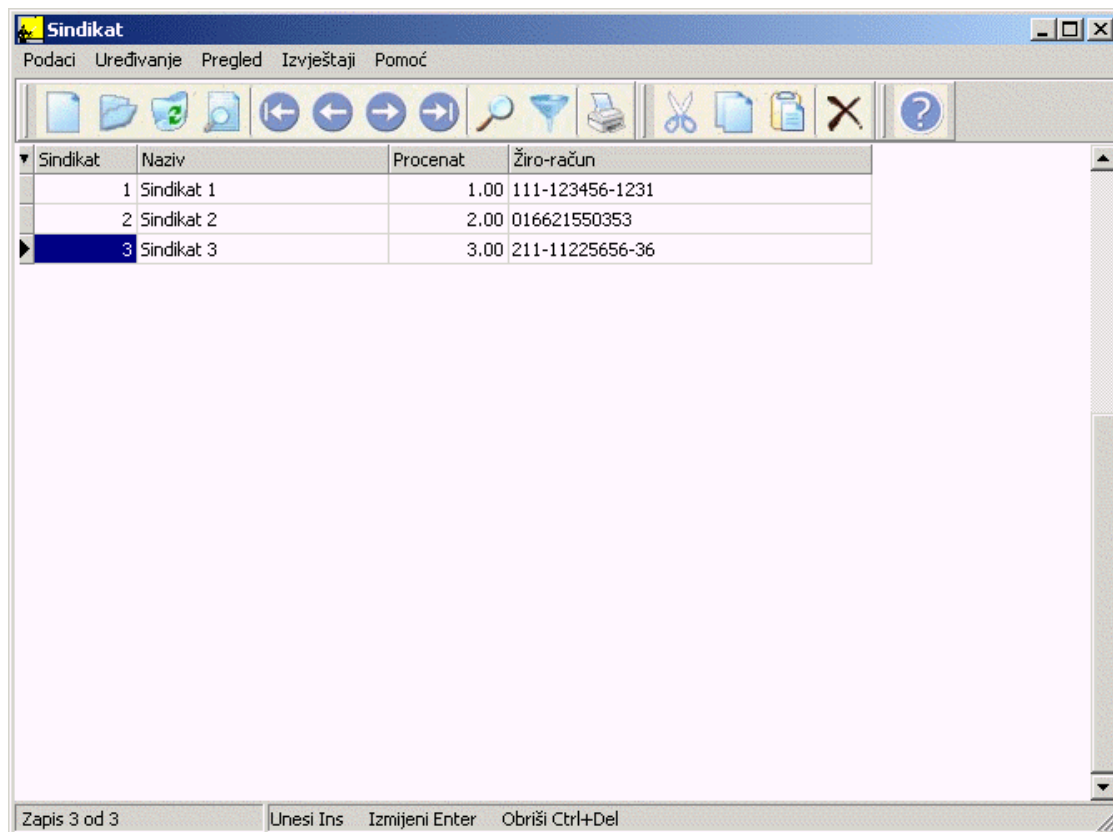 Sindikat
Podaci Uređivanje Pregled Izvještaji Pomoć
Sindikat Naziv Procenat Žiro-račun
1 Sindikat 1 1.00 111-123456-1231
2 Sindikat 2 2.00 016621550353
3 Sindikat 3 3.00 211-11225656-36
Zapis 3 od 3 Unesi Ins Izmijeni Enter Obriši Ctrl+Del